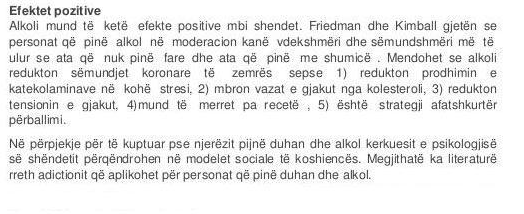 Efektet pozitive
Alkoli mund të ketë efekte positive mbi shendet. Friedman dhe Kimball gjetën se
personat që pinë alkol në moderacion kanë vdekshmëri dhe sëmundshmëri më të
ulur se ata që nuk pinë fare dhe ata që pinë me shumicë . Mendohet se alkoli
redukton sëmundjet koronare të zemrës sepse 1) redukton prodhimin e
katekolaminave në kohë stresi, 2) mbron vazat e gjakut nga kolesteroli, 3) redukton
tensionin e gjakut, 4)mund të merret pa recetë , 5) është strategji afatshkurtër
përballimi.
Në përpjekje për të kuptuar pse njerëzit pijnë duhan dhe alkol kerkuesit e psikologjisë
së shëndetit përqëndrohen në modelet sociale të koshiencës. Megjithatë ka literaturë
rreth adictionit që aplikohet për personat që pinë duhan dhe alkol.